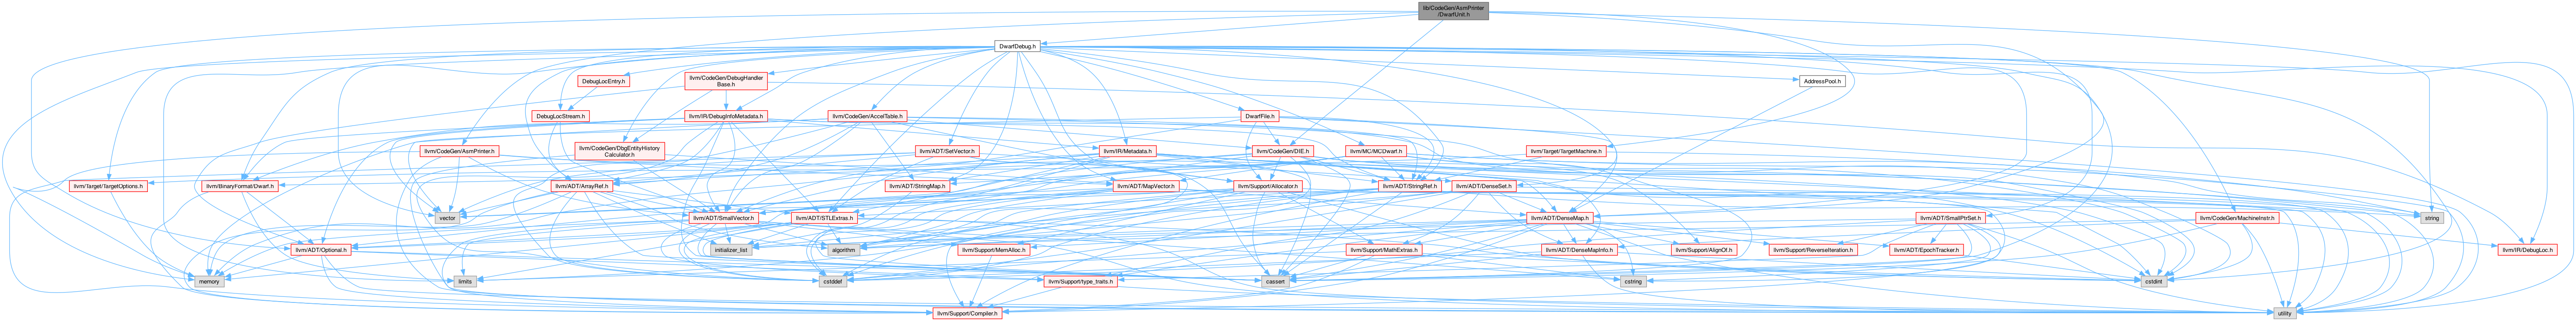 lib/CodeGen/AsmPrinter
/DwarfUnit.h
DwarfDebug.h
DebugLocEntry.h
llvm/CodeGen/DebugHandler
Base.h
AddressPool.h
DebugLocStream.h
llvm/IR/DebugInfoMetadata.h
llvm/CodeGen/AccelTable.h
DwarfFile.h
llvm/CodeGen/AsmPrinter.h
llvm/CodeGen/DbgEntityHistory
Calculator.h
llvm/ADT/SetVector.h
llvm/IR/Metadata.h
llvm/CodeGen/DIE.h
llvm/MC/MCDwarf.h
llvm/Target/TargetMachine.h
llvm/Target/TargetOptions.h
llvm/BinaryFormat/Dwarf.h
llvm/ADT/ArrayRef.h
llvm/ADT/StringMap.h
llvm/ADT/MapVector.h
llvm/Support/Allocator.h
llvm/ADT/StringRef.h
llvm/ADT/DenseSet.h
vector
llvm/ADT/SmallVector.h
llvm/ADT/STLExtras.h
llvm/ADT/DenseMap.h
llvm/ADT/SmallPtrSet.h
llvm/CodeGen/MachineInstr.h
string
llvm/ADT/Optional.h
initializer_list
algorithm
llvm/Support/MemAlloc.h
llvm/Support/MathExtras.h
llvm/ADT/DenseMapInfo.h
llvm/Support/AlignOf.h
llvm/Support/ReverseIteration.h
llvm/ADT/EpochTracker.h
llvm/IR/DebugLoc.h
memory
limits
cstddef
llvm/Support/type_traits.h
cassert
cstring
cstdint
llvm/Support/Compiler.h
utility